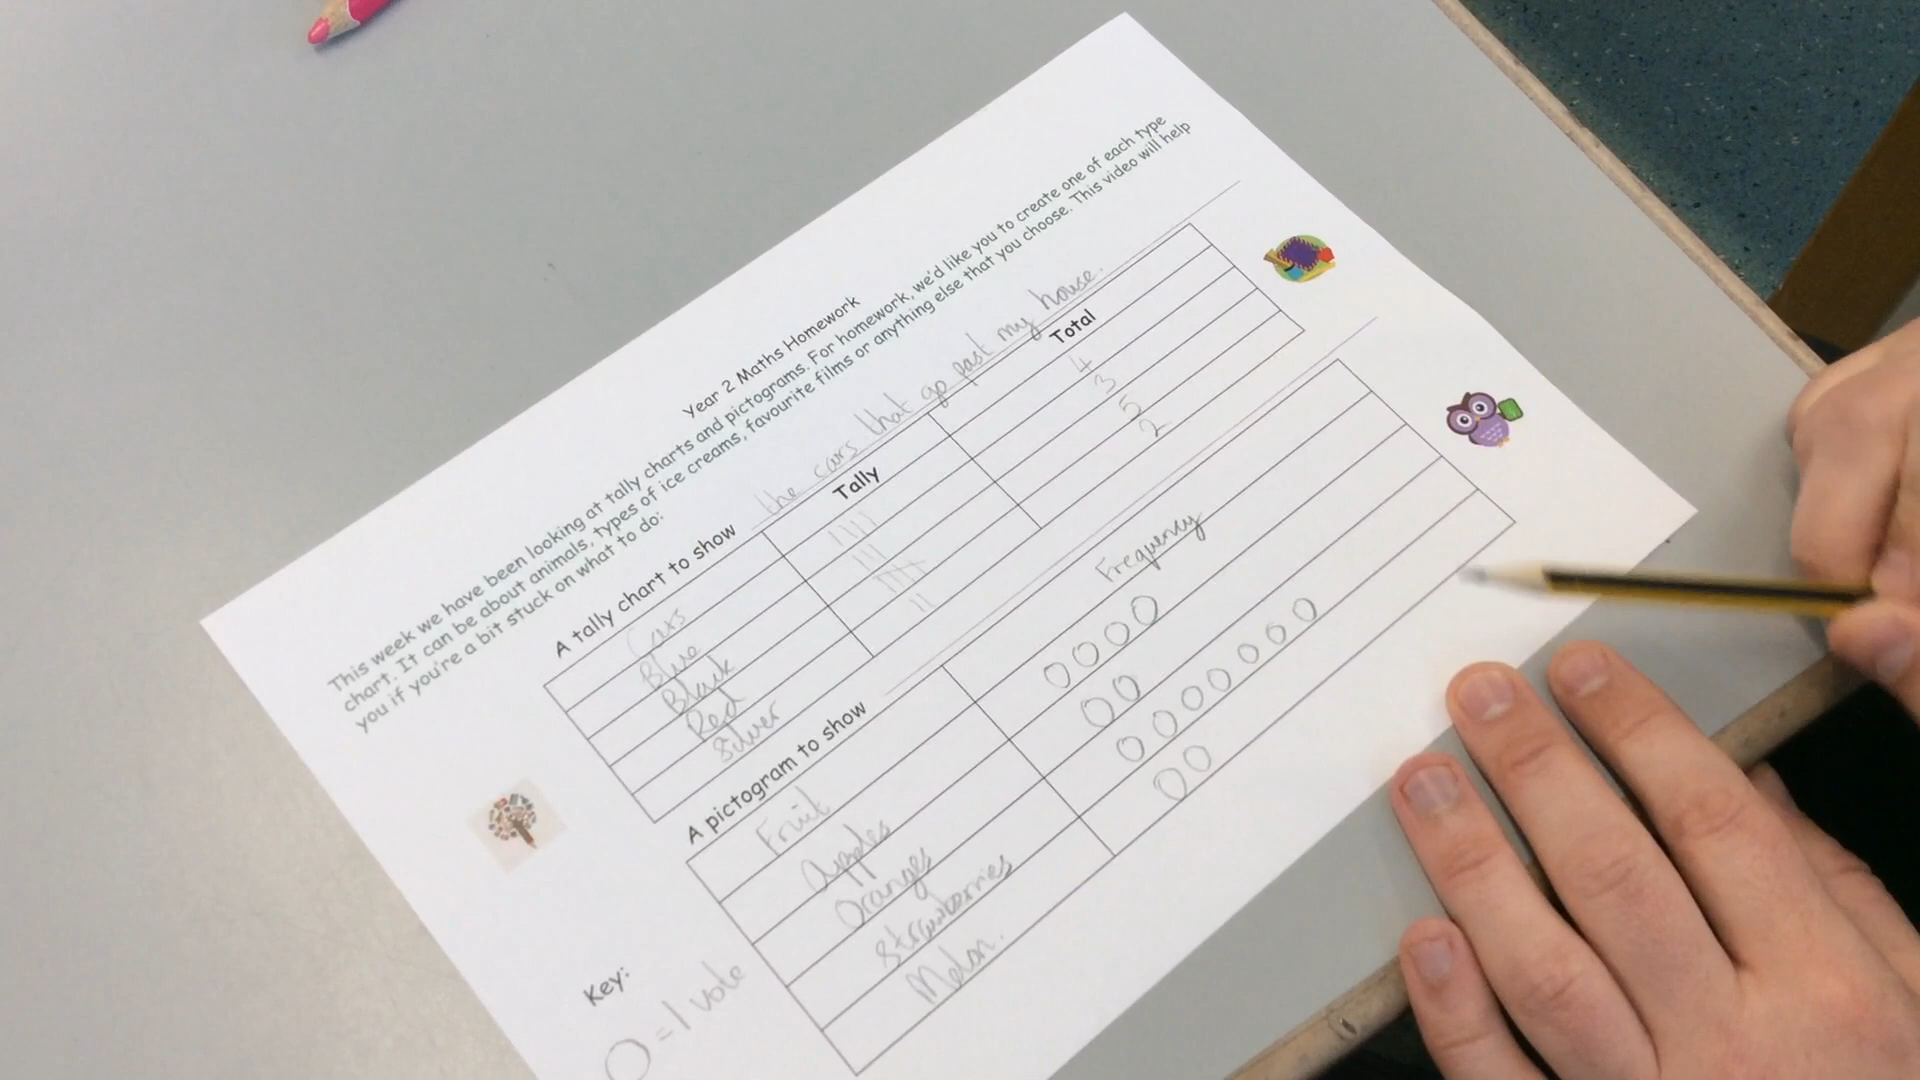 Year 2 Maths Homework
This week we have been looking at tally charts and pictograms. For homework, we'd like you to create one of each type
chart. It can be about animals, types of ice creams, favourite films or anything else that you choose. This video will help
you if you're a bit stuck on what to do:
A tally chart to show the cars that go past my house.
Cars Tally Total
Blue |||| 4
Black ||| 3
Red 5
Silver || 2
A pictogram to show
Fruit Frequency
Apples OOOO
Oranges OO
Strawberries OOOOOO
Melon. OO
Key:
O = 1 vote